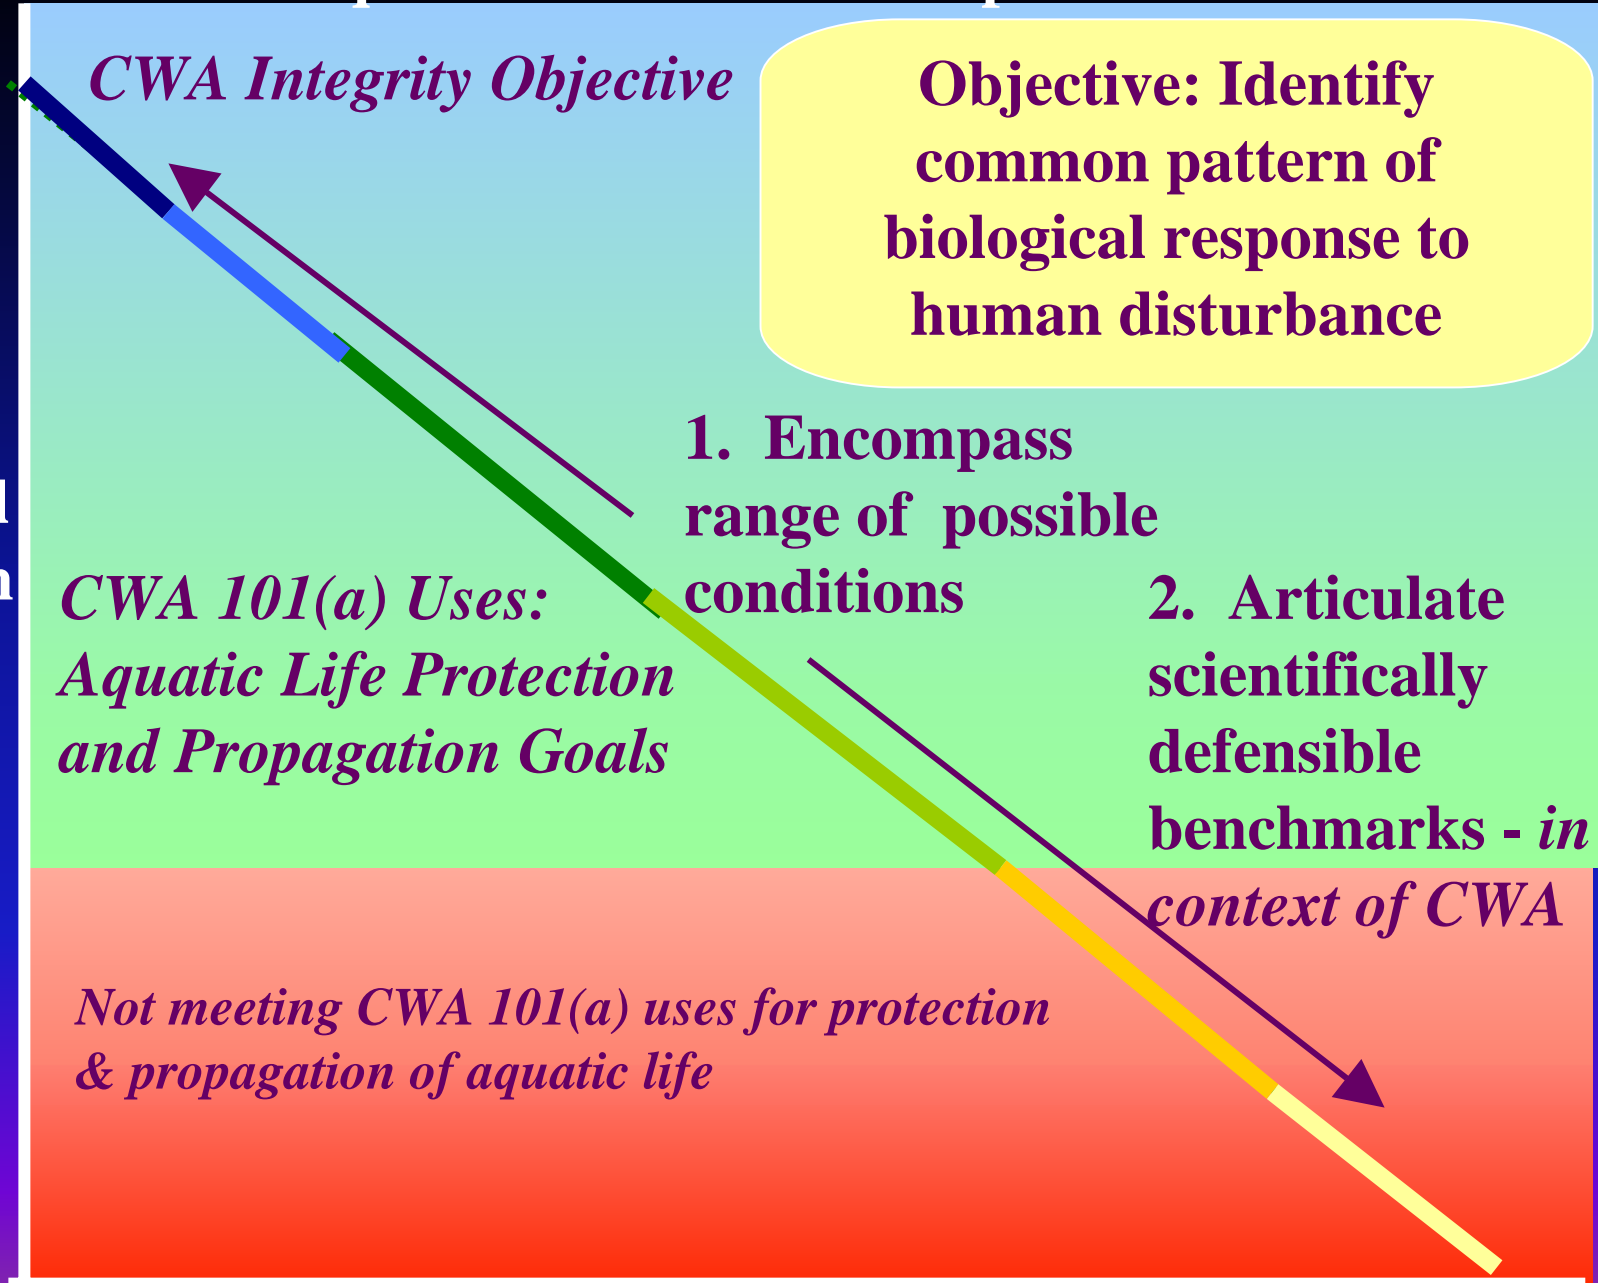 CWA Integrity Objective
Objective: Identify
common pattern of
biological response to
human disturbance
1. Encompass
range of possible
conditions
CWA 101(a) Uses:
Aquatic Life Protection
and Propagation Goals
2. Articulate
scientifically
defensible
benchmarks - in
context of CWA
Not meeting CWA 101(a) uses for protection
& propagation of aquatic life